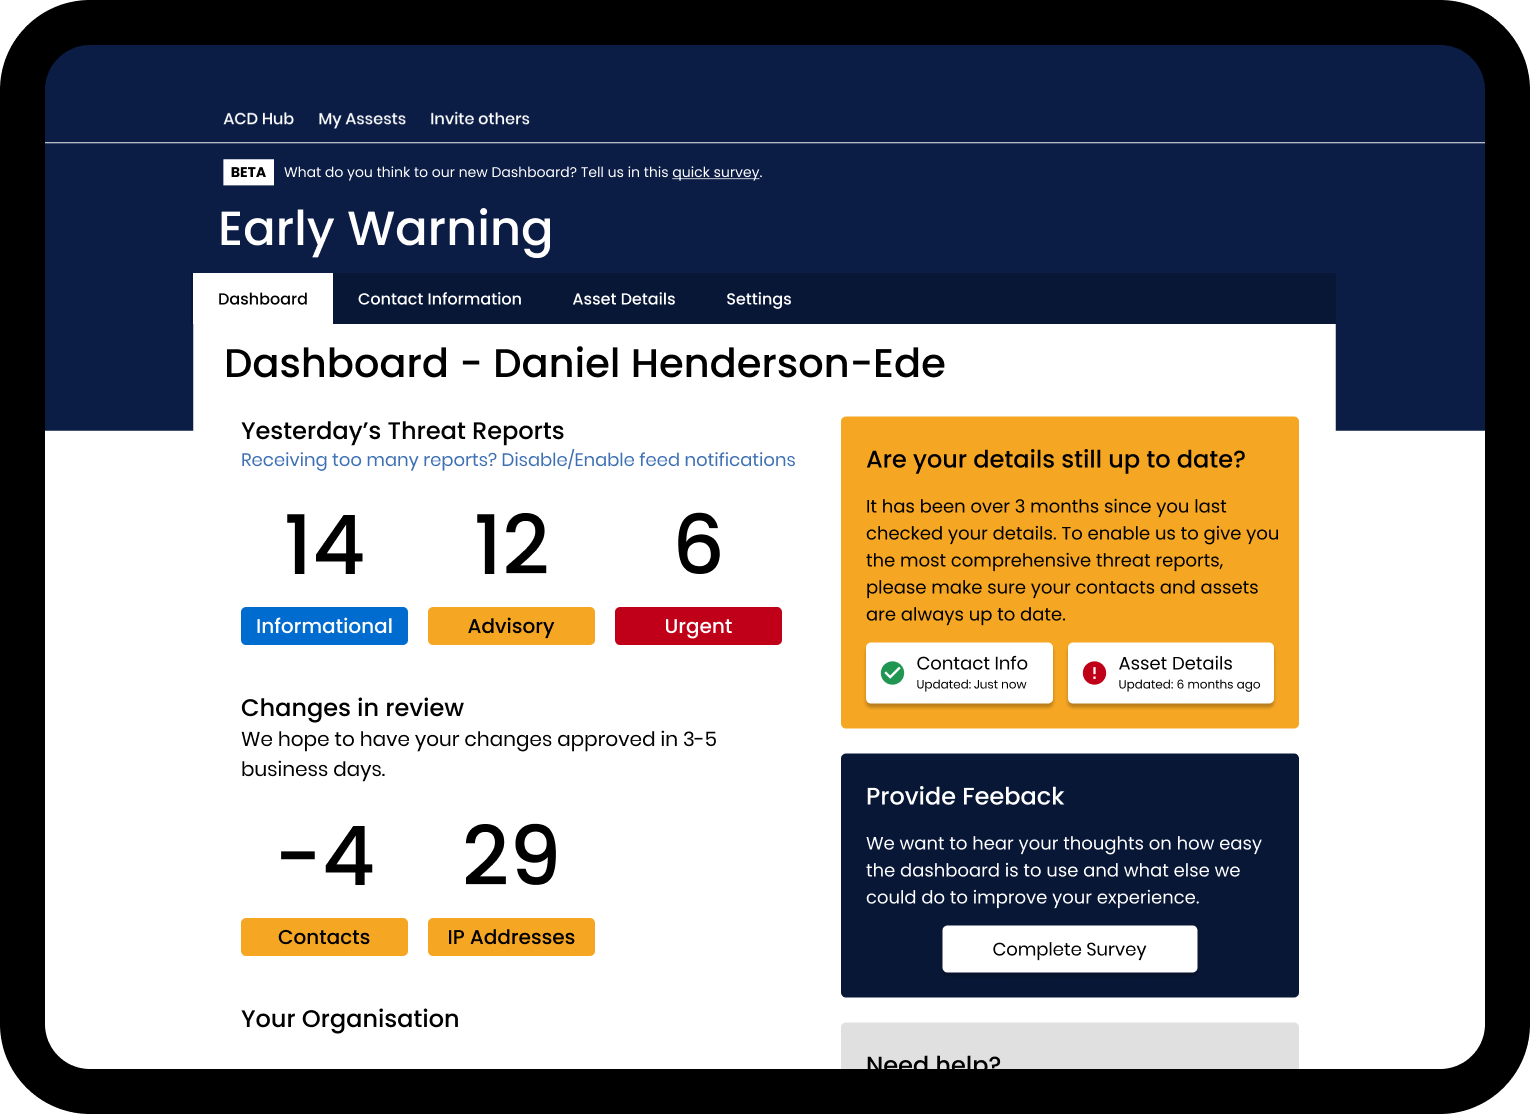 ACD Hub My Assests Invite others
BETA What do you think to our new Dashboard? Tell us in this quick survey.
Early Warning
Dashboard Contact Information Asset Details Settings
Dashboard - Daniel Henderson-Ede
Yesterday’s Threat Reports
Receiving too many reports? Disable/Enable feed notifications
14 12 6
Informational Advisory Urgent
Changes in review
We hope to have your changes approved in 3-5
business days.
-4 29
Contacts IP Addresses
Your Organisation
Are your details still up to date?
It has been over 3 months since you last
checked your details. To enable us to give you
the most comprehensive threat reports,
please make sure your contacts and assets
are always up to date.
Contact Info
Updated: Just now
Asset Details
Updated: 6 months ago
Provide Feeback
We want to hear your thoughts on how easy
the dashboard is to use and what else we
could do to improve your experience.
Complete Survey
Need help?